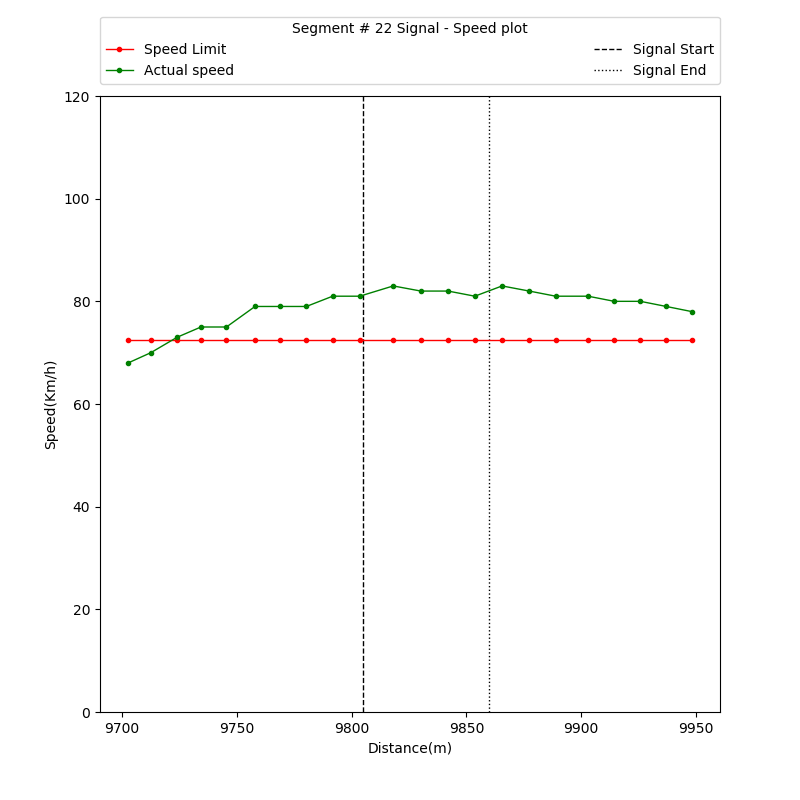 Segment # 22 Signal - Speed plot
Speed Limit
Actual speed
Signal Start
Signal End
120
100
80
60
40
20
0
Speed(Km/h)
9700 9750 9800 9850 9900 9950
Distance(m)